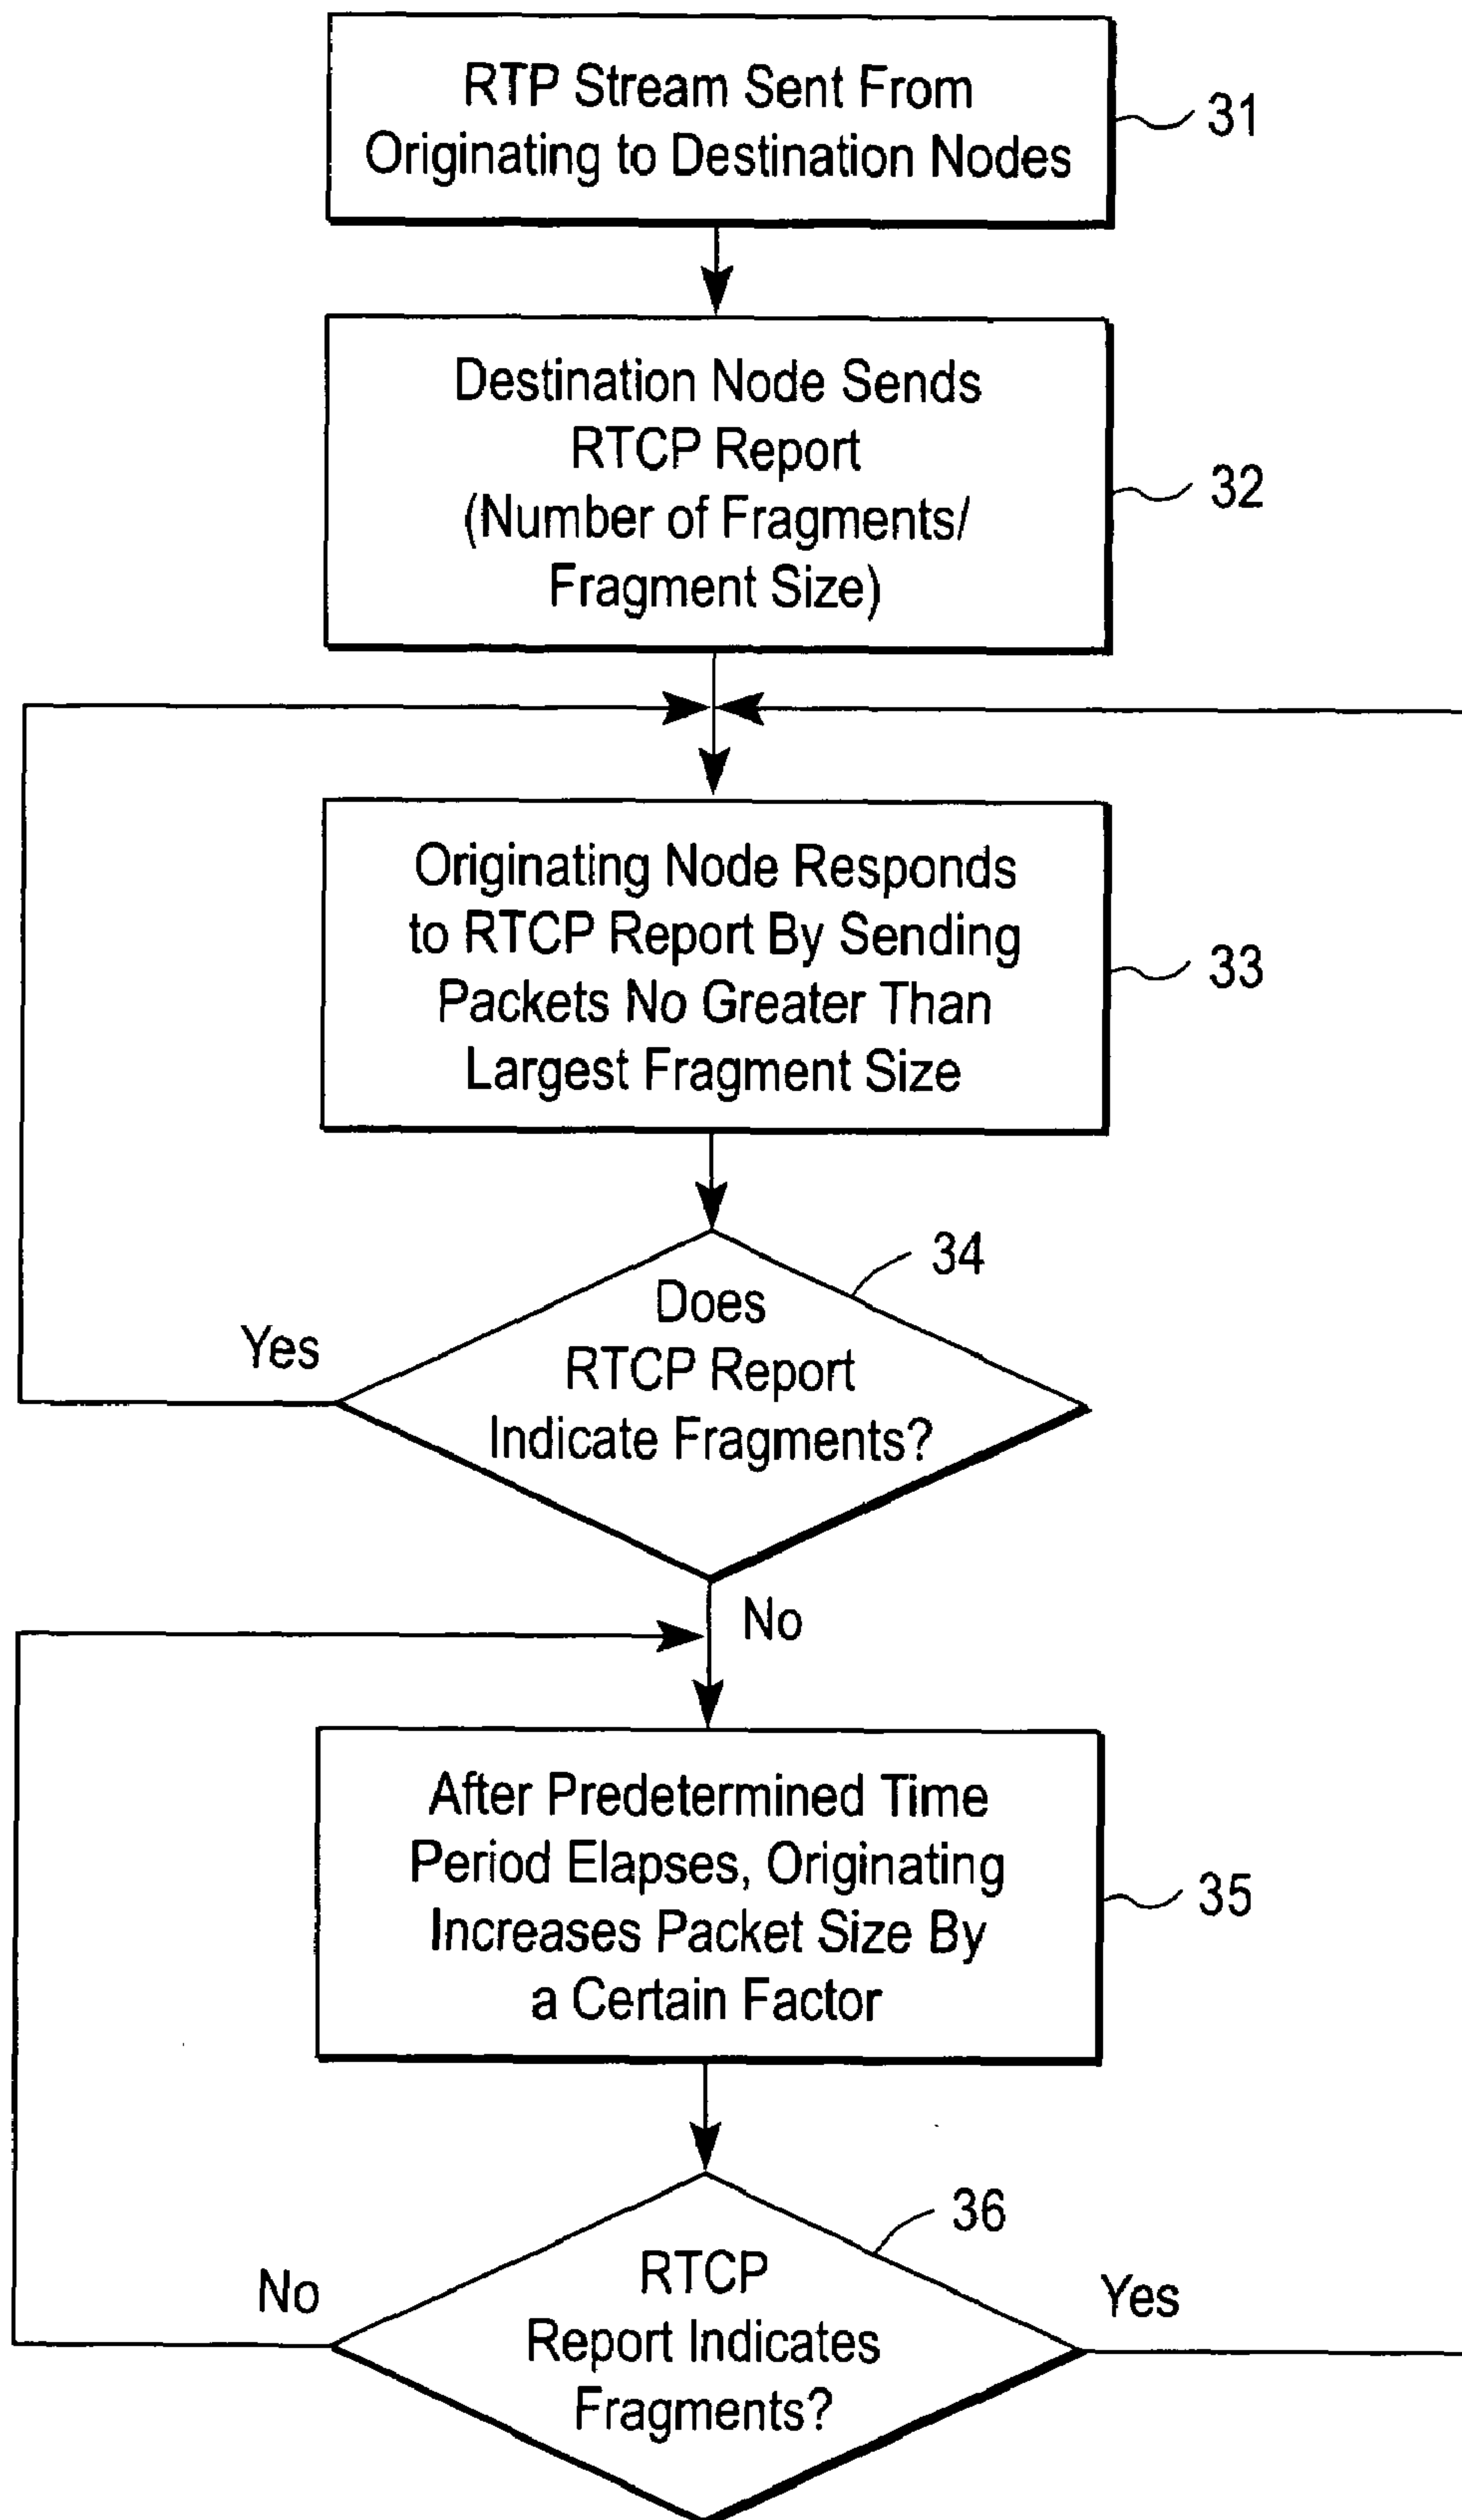 RTP Stream Sent From
Originating to Destination Nodes
31
Destination Node Sends
RTCP Report
(Number of Fragments/
Fragment Size)
32
Originating Node Responds
to RTCP Report By Sending
Packets No Greater Than
Largest Fragment Size
33
34
Does
RTCP Report
Indicate Fragments?
Yes
No
After Predetermined Time
Period Elapses, Originating
Increases Packet Size By
a Certain Factor
35
36
RTCP
Report Indicates
Fragments?
No
Yes